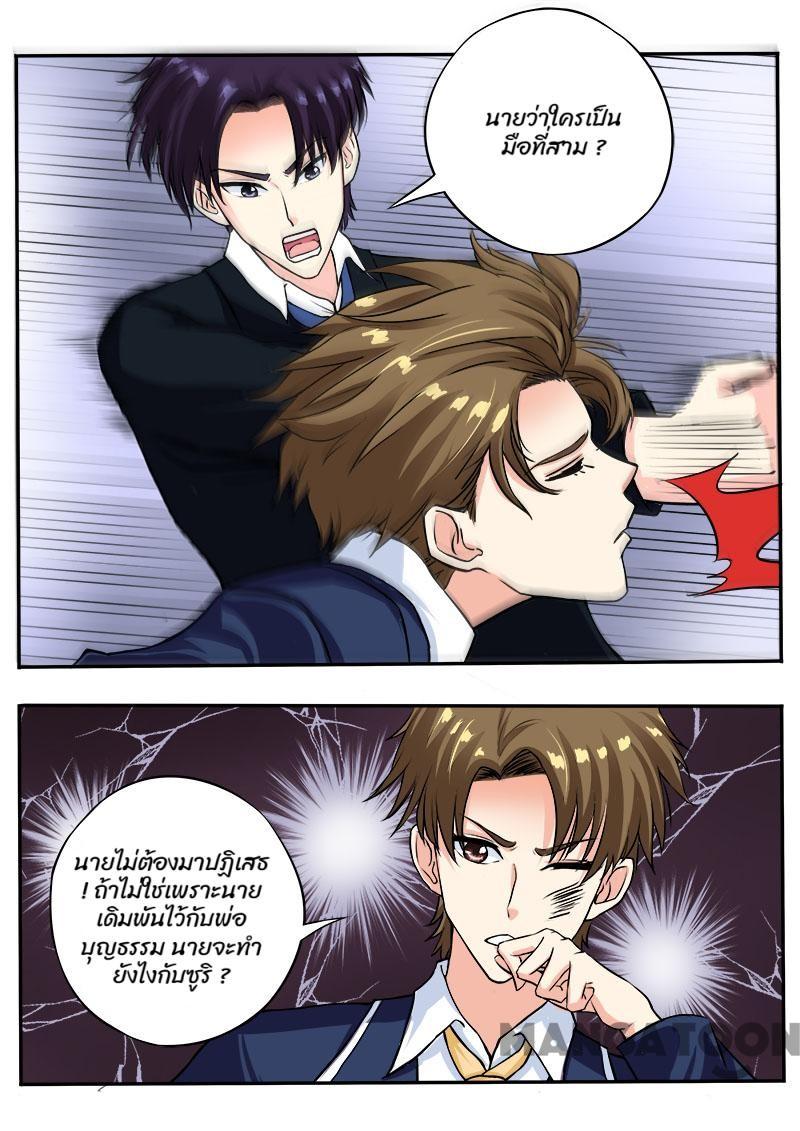 นายว่าใครเป็น
มือที่สาม ?
นายไม่ต้องมาปฏิเสธ
! ถ้าไม่ใช่เพราะนาย
เดิมพันไว้กับพ่อ
บุญธรรม นายจะทำ
ยังไงกับซูริ ?
MANGATOON